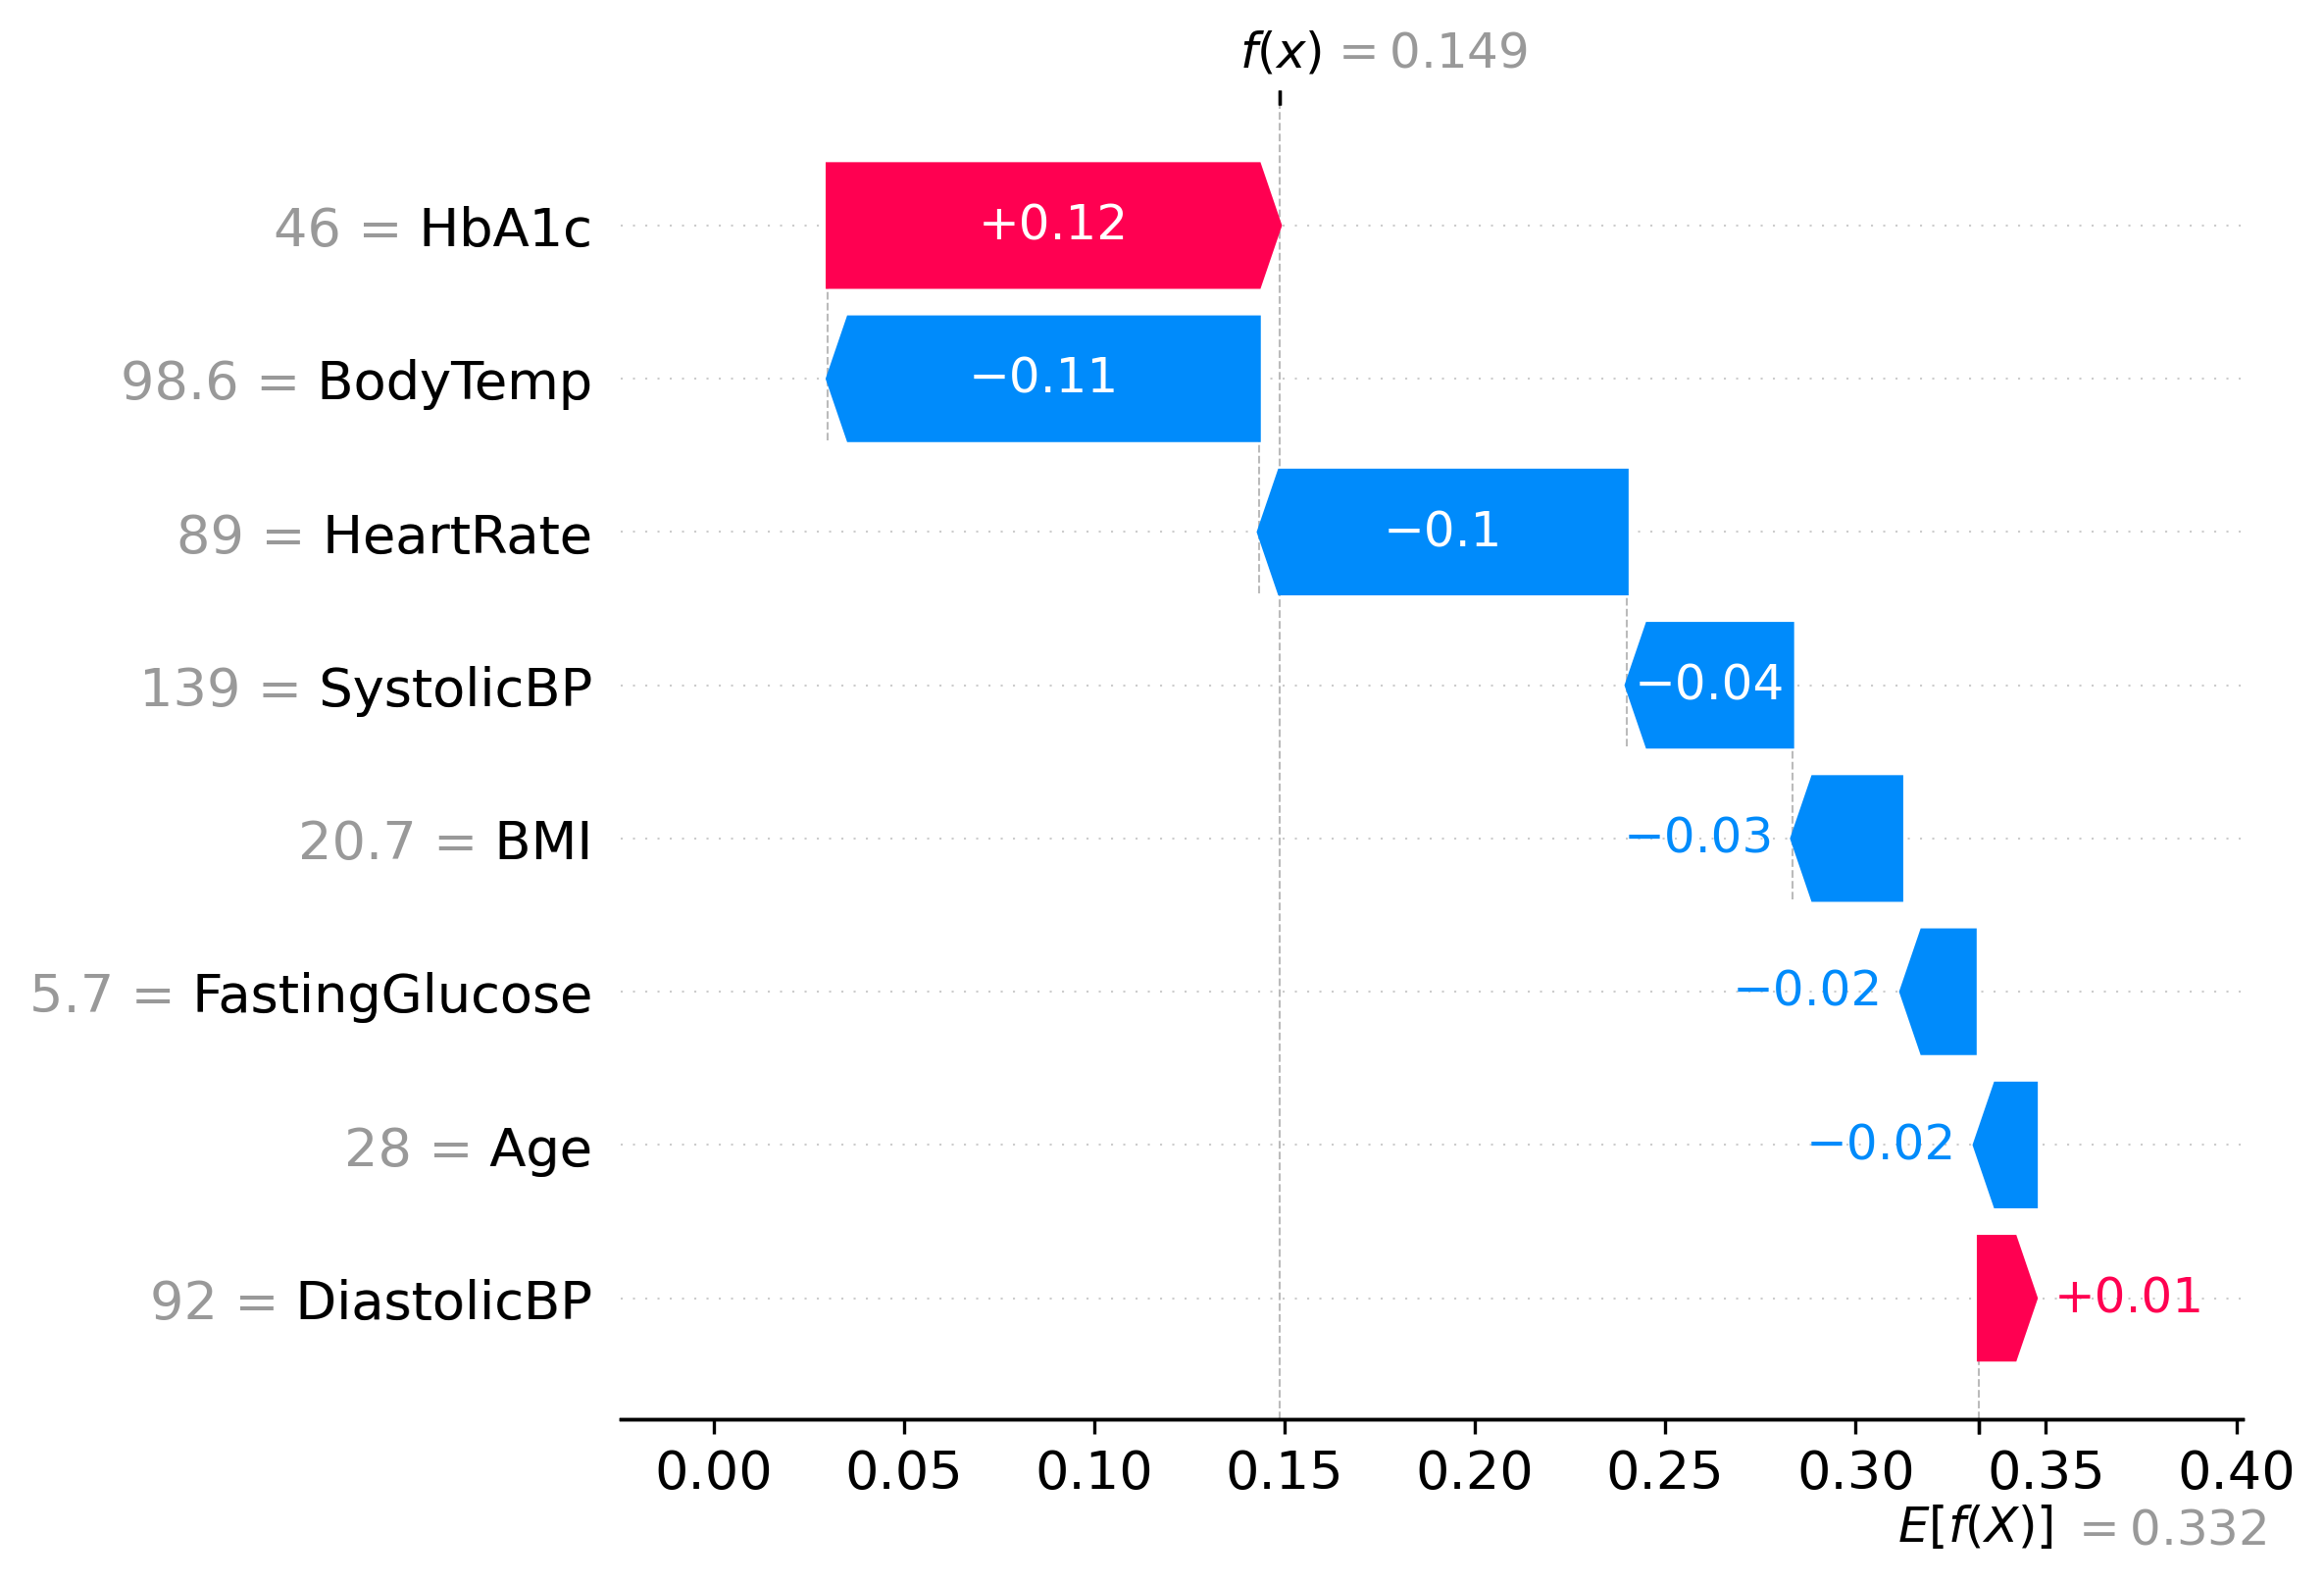 f(x) = 0.149
46 = HbA1c
+0.12
98.6 = BodyTemp
−0.11
89 = HeartRate
−0.1
139 = SystolicBP
−0.04
20.7 = BMI
−0.03
5.7 = FastingGlucose
−0.02
28 = Age
−0.02
92 = DiastolicBP
+0.01
0.00 0.05 0.10 0.15 0.20 0.25 0.30 0.35 0.40
E[f(X)] = 0.332